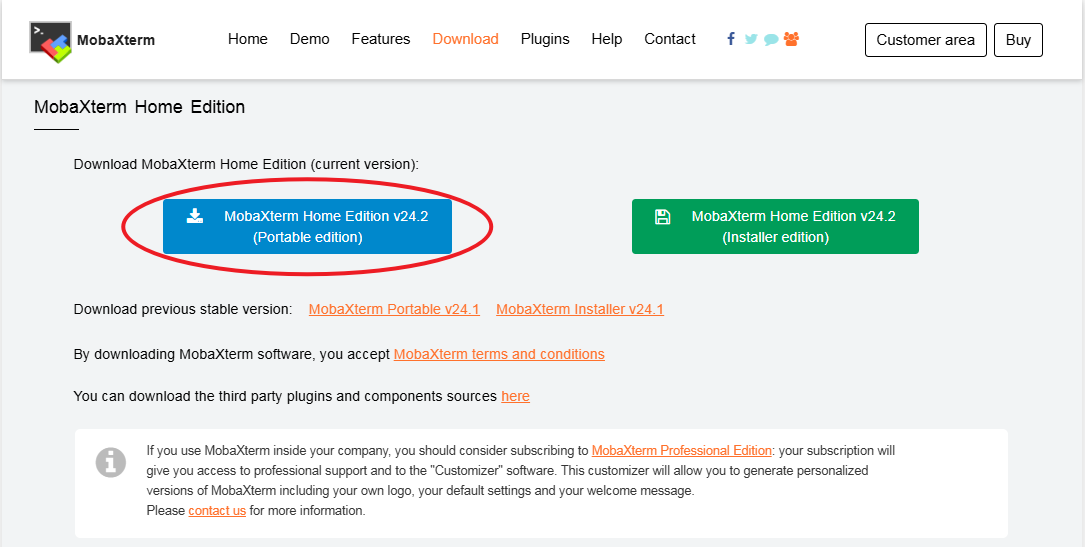 MobaXterm
Home Demo Features Download Plugins Help Contact
Customer area
Buy
MobaXterm Home Edition
Download MobaXterm Home Edition (current version):
MobaXterm Home Edition v24.2
(Portable edition)
MobaXterm Home Edition v24.2
(Installer edition)
Download previous stable version: MobaXterm Portable v24.1 MobaXterm Installer v24.1
By downloading MobaXterm software, you accept MobaXterm terms and conditions
You can download the third party plugins and components sources here
If you use MobaXterm inside your company, you should consider subscribing to MobaXterm Professional Edition: your subscription will
give you access to professional support and to the "Customizer" software. This customizer will allow you to generate personalized
versions of MobaXterm including your own logo, your default settings and your welcome message.
Please contact us for more information.